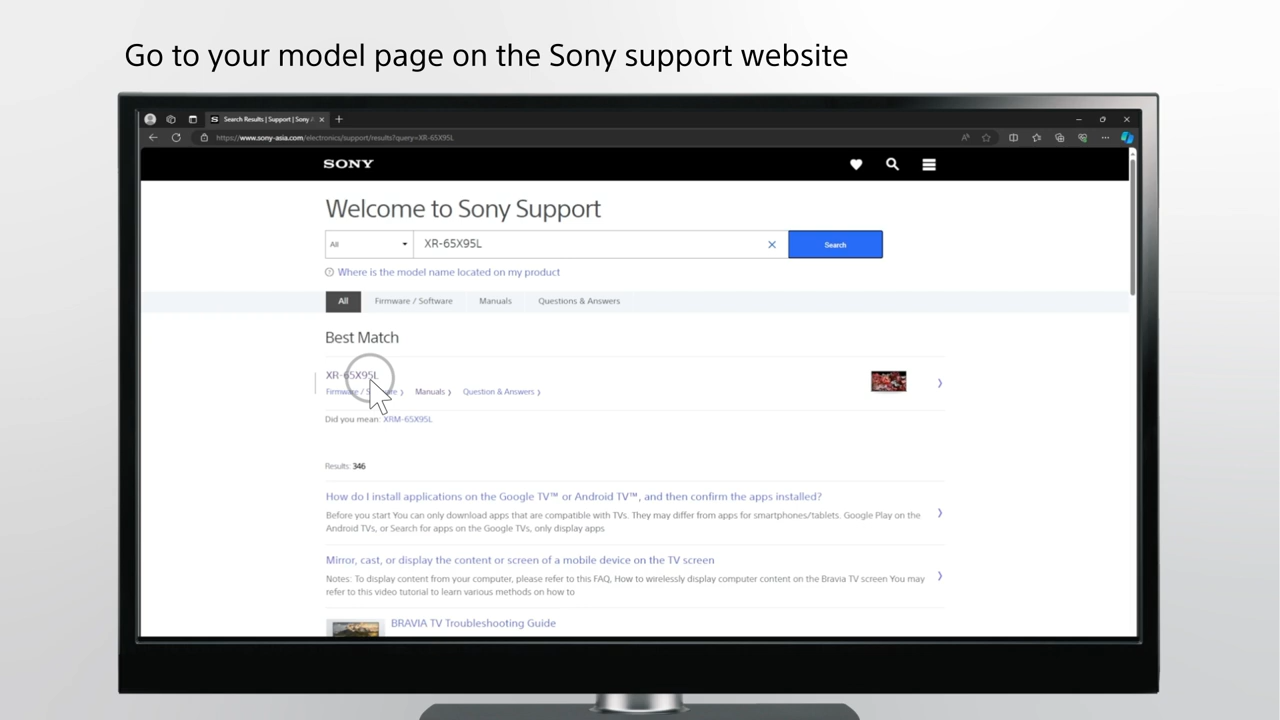 Go to your model page on the Sony support website
Search Results | Support | Sony
https://www.sony-asia.com/electronics/support/results?query=XR-65X95L
SONY
Welcome to Sony Support
All
XR-65X95L
Search
Where is the model name located on my product
All
Firmware / Software
Manuals
Questions & Answers
Best Match
XR-65X95L
Manuals
Question & Answers
Did you mean: XRM-65X95L
Results: 346
How do I install applications on the Google TV™ or Android TV™, and then confirm the apps installed?
Before you start You can only download apps that are compatible with TVs. They may differ from apps for smartphones/tablets. Google Play on the
Android TVs, or Search for apps on the Google TVs, only display apps
Mirror, cast, or display the content or screen of a mobile device on the TV screen
Notes: To display content from your computer, please refer to this FAQ, How to wirelessly display computer content on the Bravia TV screen You may
refer to this video tutorial to learn various methods on how to
BRAVIA TV Troubleshooting Guide